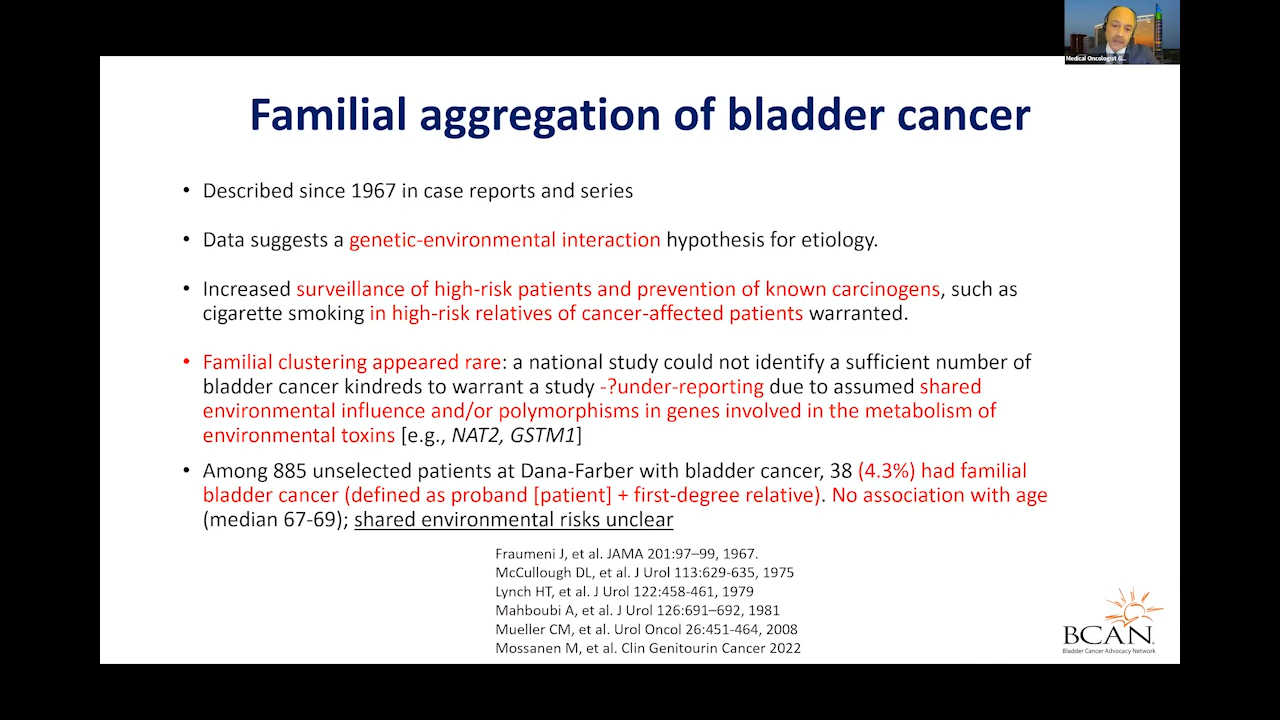 Medical Oncologist G...
Familial aggregation of bladder cancer
• Described since 1967 in case reports and series
• Data suggests a genetic-environmental interaction hypothesis for etiology.
• Increased surveillance of high-risk patients and prevention of known carcinogens, such as
cigarette smoking in high-risk relatives of cancer-affected patients warranted.
• Familial clustering appeared rare: a national study could not identify a sufficient number of
bladder cancer kindreds to warrant a study -?under-reporting due to assumed shared
environmental influence and/or polymorphisms in genes involved in the metabolism of
environmental toxins [e.g., NAT2, GSTM1]
• Among 885 unselected patients at Dana-Farber with bladder cancer, 38 (4.3%) had familial
bladder cancer (defined as proband [patient] + first-degree relative). No association with age
(median 67-69); shared environmental risks unclear
Fraumeni J, et al. JAMA 201:97–99, 1967.
McCullough DL, et al. J Urol 113:629-635, 1975
Lynch HT, et al. J Urol 122:458-461, 1979
Mahboubi A, et al. J Urol 126:691–692, 1981
Mueller CM, et al. Urol Oncol 26:451-464, 2008
Mossanen M, et al. Clin Genitourin Cancer 2022
BCAN
Bladder Cancer Advocacy Network